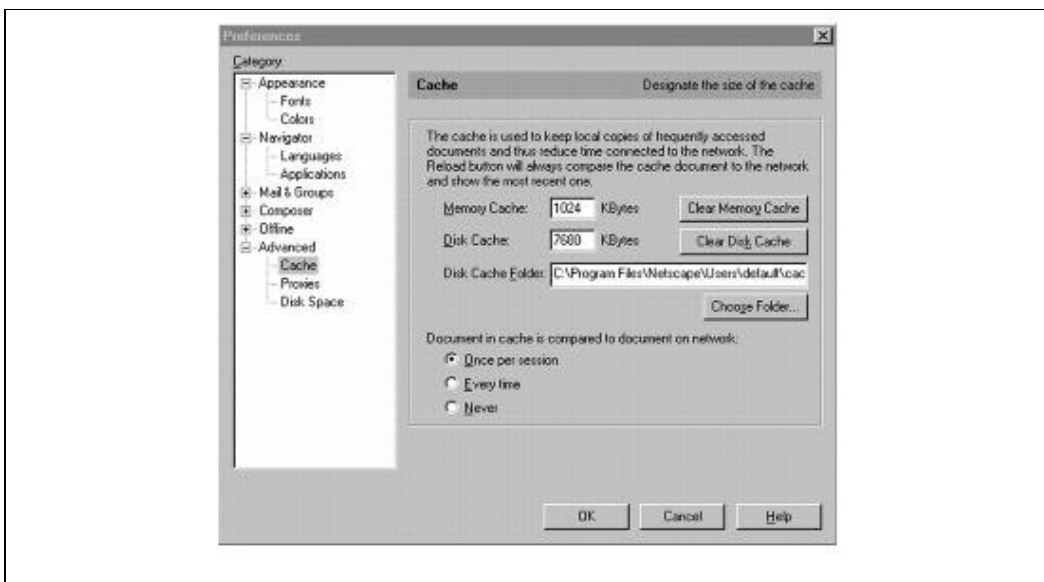 Preferences
Category:
Appearance
Fonts
Colors
Navigator
Languages
Applications
Mail & Groups
Composer
Offline
Advanced
Cache
Proxies
Disk Space
Cache Designate the size of the cache
The cache is used to keep local copies of frequently accessed
documents and thus reduce time connected to the network. The
Reload button will always compare the cache document to the network
and show the most recent one.
Memory Cache: 1024 KBytes Clear Memory Cache
Disk Cache: 7680 KBytes Clear Disk Cache
Disk Cache Folder: C:\Program Files\Netscape\Users\default\cac
Choose Folder...
Document in cache is compared to document on network:
Once per session
Every time
Never
OK Cancel Help